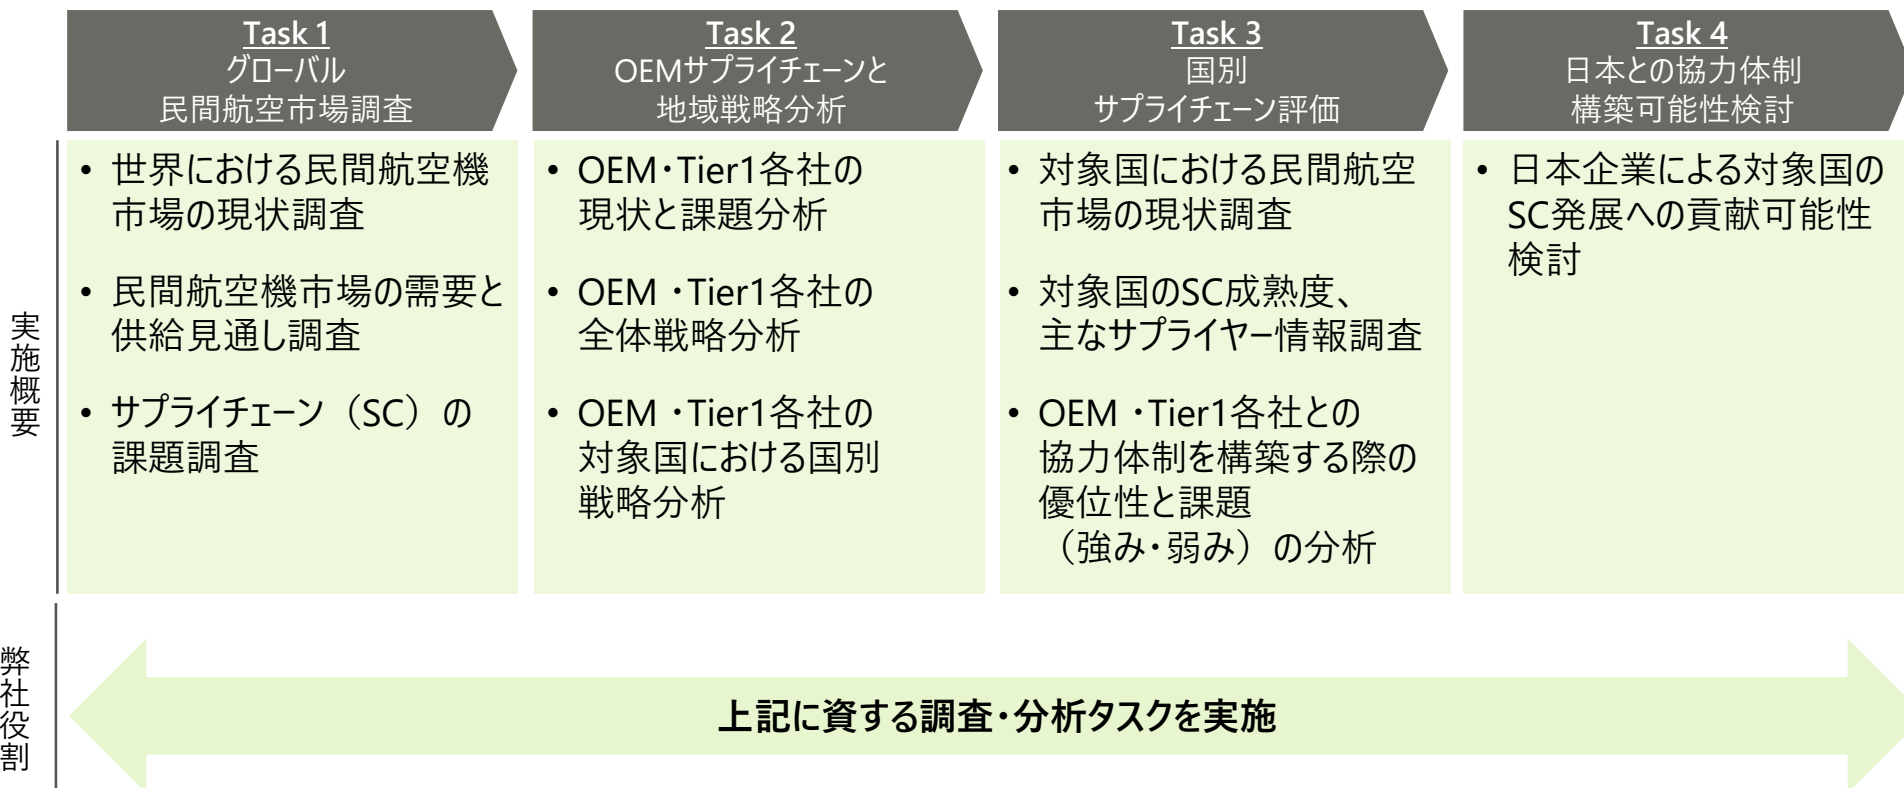 Task 1
グローバル
民間航空市場調査
Task 2
OEMサプライチェーンと
地域戦略分析
Task 3
国別
サプライチェーン評価
Task 4
日本との協力体制
構築可能性検討
実施概要
• 世界における民間航空機
市場の現状調査
• 民間航空機市場の需要と
供給見通し調査
• サプライチェーン（SC）の
課題調査
• OEM・Tier1各社の
現状と課題分析
• OEM ・Tier1各社の
全体戦略分析
• OEM ・Tier1各社の
対象国における国別
戦略分析
• 対象国における民間航空
市場の現状調査
• 対象国のSC成熟度、
主なサプライヤー情報調査
• OEM ・Tier1各社との
協力体制を構築する際の
優位性と課題
（強み・弱み）の分析
• 日本企業による対象国の
SC発展への貢献可能性
検討
弊社役割
上記に資する調査・分析タスクを実施